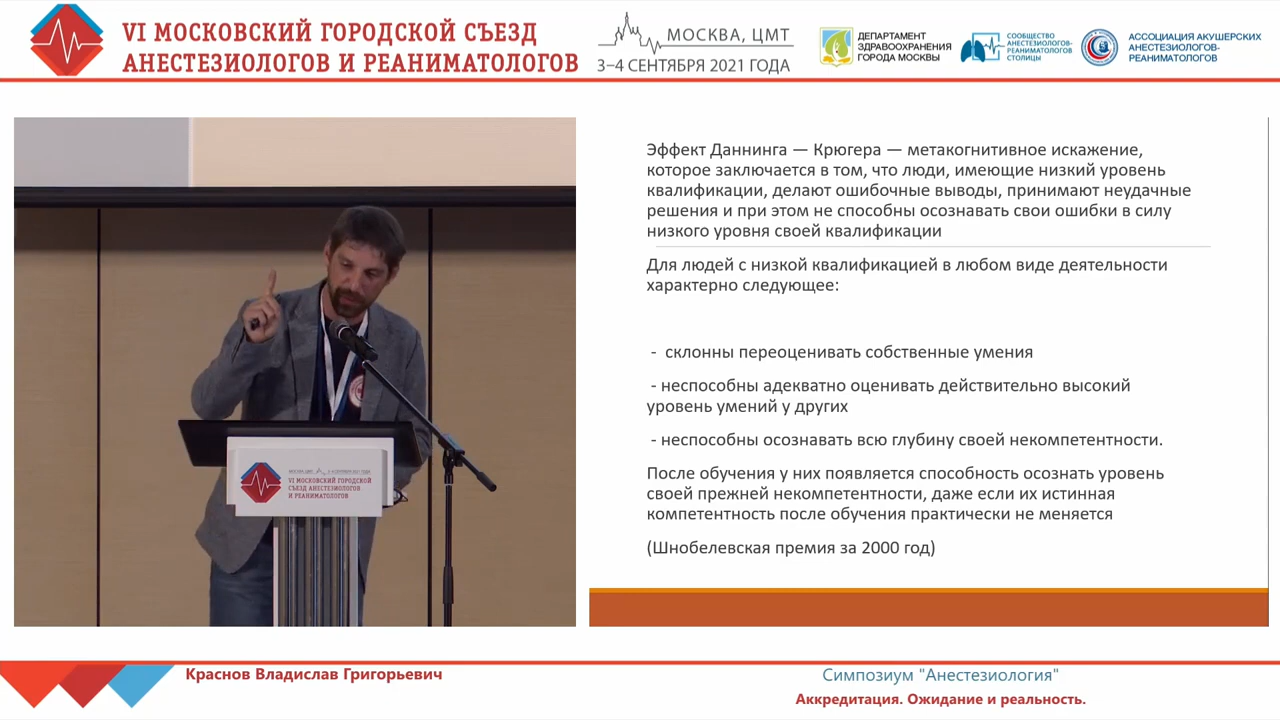 VI МОСКОВСКИЙ ГОРОДСКОЙ СЪЕЗД
АНЕСТЕЗИОЛОГОВ И РЕАНИМАТОЛОГОВ
МОСКВА, ЦМТ
3–4 СЕНТЯБРЯ 2021 ГОДА
ДЕПАРТАМЕНТ
ЗДРАВООХРАНЕНИЯ
ГОРОДА МОСКВЫ
СООБЩЕСТВО
АНЕСТЕЗИОЛОГОВ-
РЕАНИМАТОЛОГОВ
СТОЛИЦЫ
АССОЦИАЦИЯ АКУШЕРСКИХ
АНЕСТЕЗИОЛОГОВ-
РЕАНИМАТОЛОГОВ
Эффект Даннинга — Крюгера — метакогнитивное искажение,
которое заключается в том, что люди, имеющие низкий уровень
квалификации, делают ошибочные выводы, принимают неудачные
решения и при этом не способны осознавать свои ошибки в силу
низкого уровня своей квалификации
Для людей с низкой квалификацией в любом виде деятельности
характерно следующее:
- склонны переоценивать собственные умения
- неспособны адекватно оценивать действительно высокий
уровень умений у других
- неспособны осознавать всю глубину своей некомпетентности.
После обучения у них появляется способность осознать уровень
своей прежней некомпетентности, даже если их истинная
компетентность после обучения практически не меняется
(Шнобелевская премия за 2000 год)
VI МОСКОВСКИЙ ГОРОДСКОЙ
СЪЕЗД АНЕСТЕЗИОЛОГОВ
И РЕАНИМАТОЛОГОВ
Краснов Владислав Григорьевич
Симпозиум "Анестезиология"
Аккредитация. Ожидание и реальность.